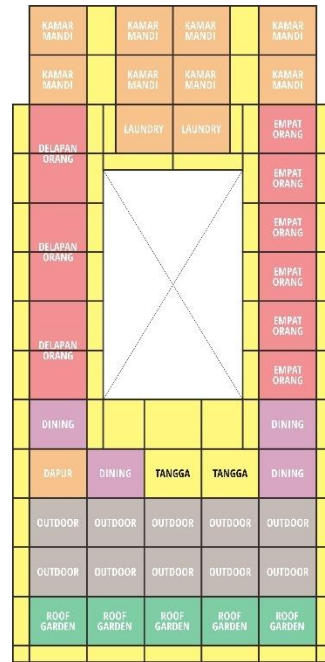 KAMAR MANDI
KAMAR MANDI
KAMAR MANDI
KAMAR MANDI
KAMAR MANDI
KAMAR MANDI
KAMAR MANDI
KAMAR MANDI
LAUNDRY
LAUNDRY
EMPAT ORANG
DELAPAN ORANG
EMPAT ORANG
EMPAT ORANG
DELAPAN ORANG
EMPAT ORANG
EMPAT ORANG
DELAPAN ORANG
EMPAT ORANG
DINING
DINING
DAPUR
DINING
TANGGA
TANGGA
DINING
OUTDOOR
OUTDOOR
OUTDOOR
OUTDOOR
OUTDOOR
OUTDOOR
OUTDOOR
OUTDOOR
OUTDOOR
OUTDOOR
ROOF GARDEN
ROOF GARDEN
ROOF GARDEN
ROOF GARDEN
ROOF GARDEN